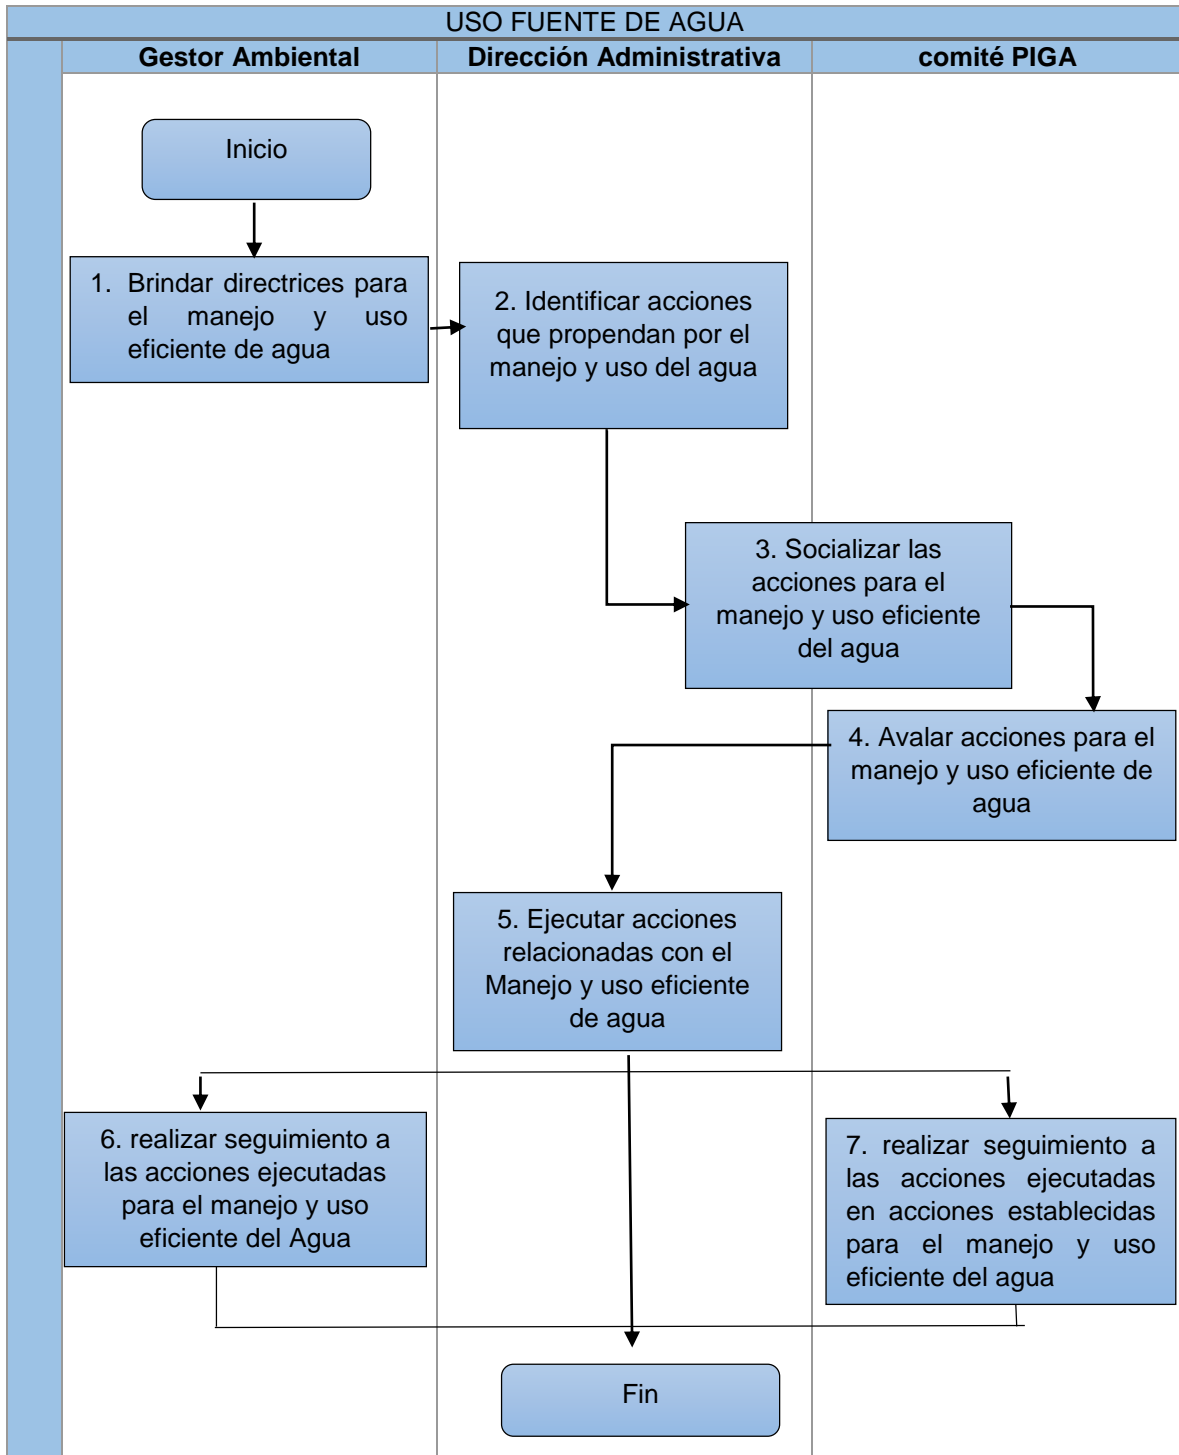 USO FUENTE DE AGUA
Gestor Ambiental
Dirección Administrativa
comité PIGA
Inicio
1. Brindar directrices para
el manejo y uso
eficiente de agua
2. Identificar acciones
que propendan por el
manejo y uso del agua
3. Socializar las
acciones para el
manejo y uso eficiente
del agua
4. Avalar acciones para el
manejo y uso eficiente de
agua
5. Ejecutar acciones
relacionadas con el
Manejo y uso eficiente
de agua
6. realizar seguimiento a
las acciones ejecutadas
para el manejo y uso
eficiente del Agua
7. realizar seguimiento a
las acciones ejecutadas
en acciones establecidas
para el manejo y uso
eficiente del agua
Fin